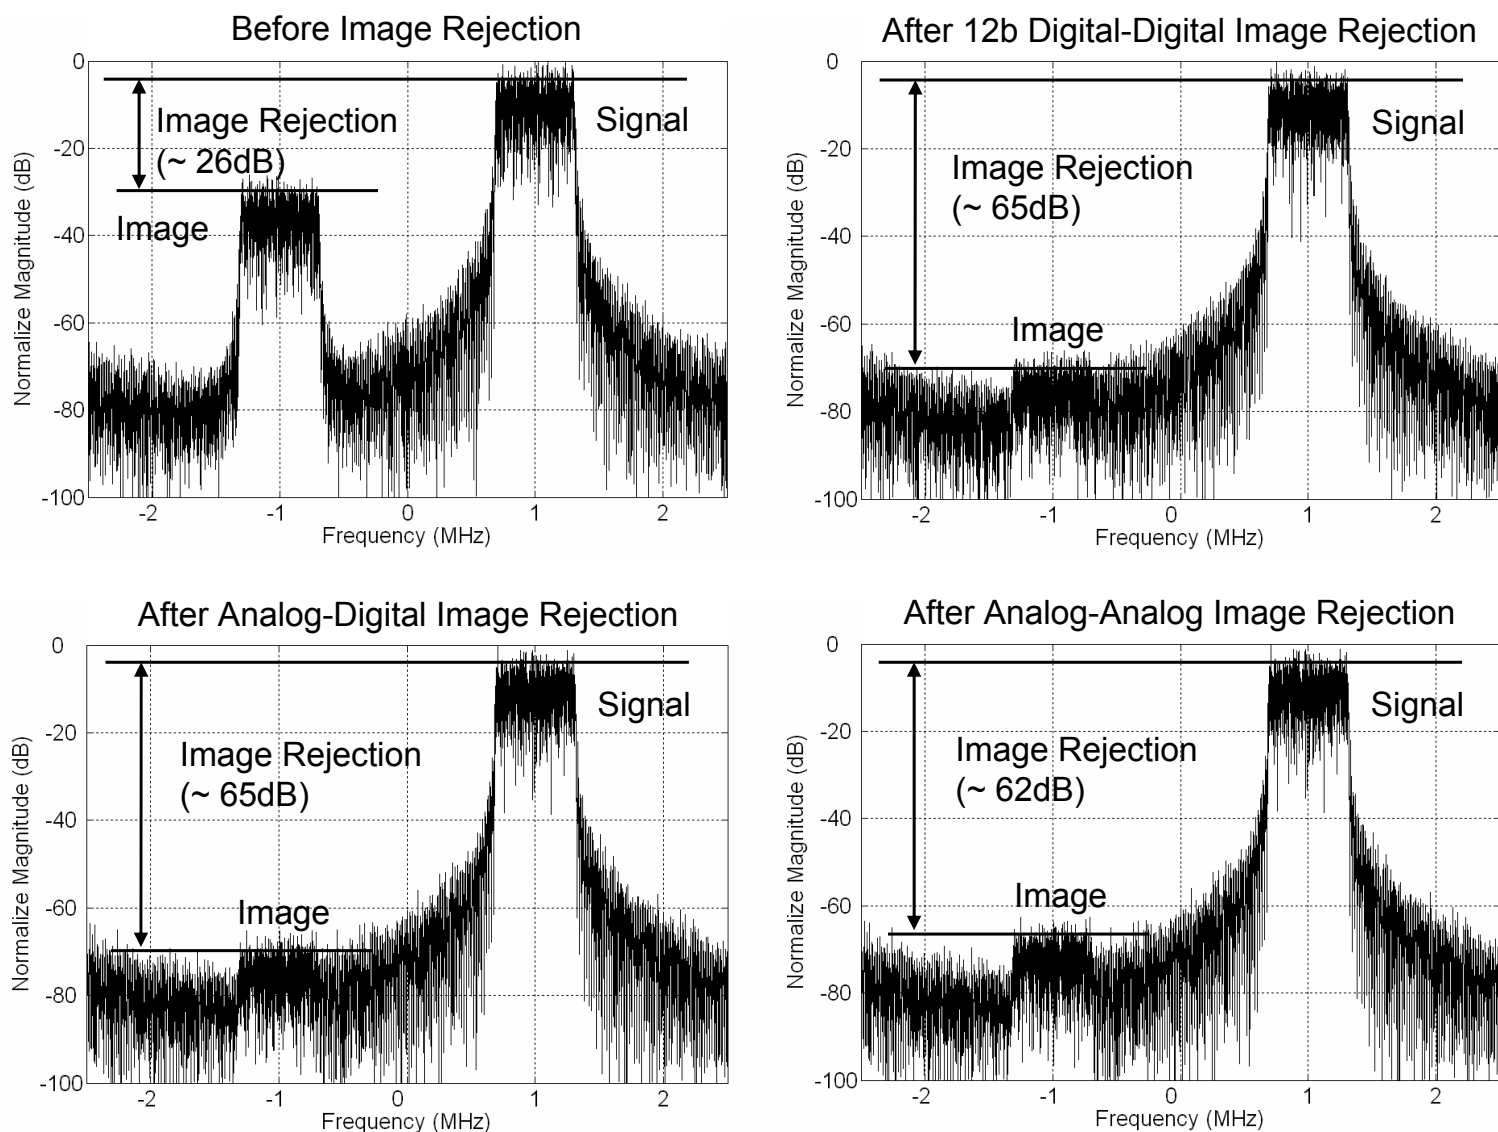 Before Image Rejection
0
-20
-40
-60
-80
-100
Normalize Magnitude (dB)
Image Rejection
(~ 26dB)
Signal
Image
-2
-1
0
1
2
Frequency (MHz)
After 12b Digital-Digital Image Rejection
0
-20
-40
-60
-80
-100
Normalize Magnitude (dB)
Signal
Image Rejection
(~ 65dB)
Image
-2
-1
0
1
2
Frequency (MHz)
After Analog-Digital Image Rejection
0
-20
-40
-60
-80
-100
Normalize Magnitude (dB)
Signal
Image Rejection
(~ 65dB)
Image
-2
-1
0
1
2
Frequency (MHz)
After Analog-Analog Image Rejection
0
-20
-40
-60
-80
-100
Normalize Magnitude (dB)
Signal
Image Rejection
(~ 62dB)
Image
-2
-1
0
1
2
Frequency (MHz)